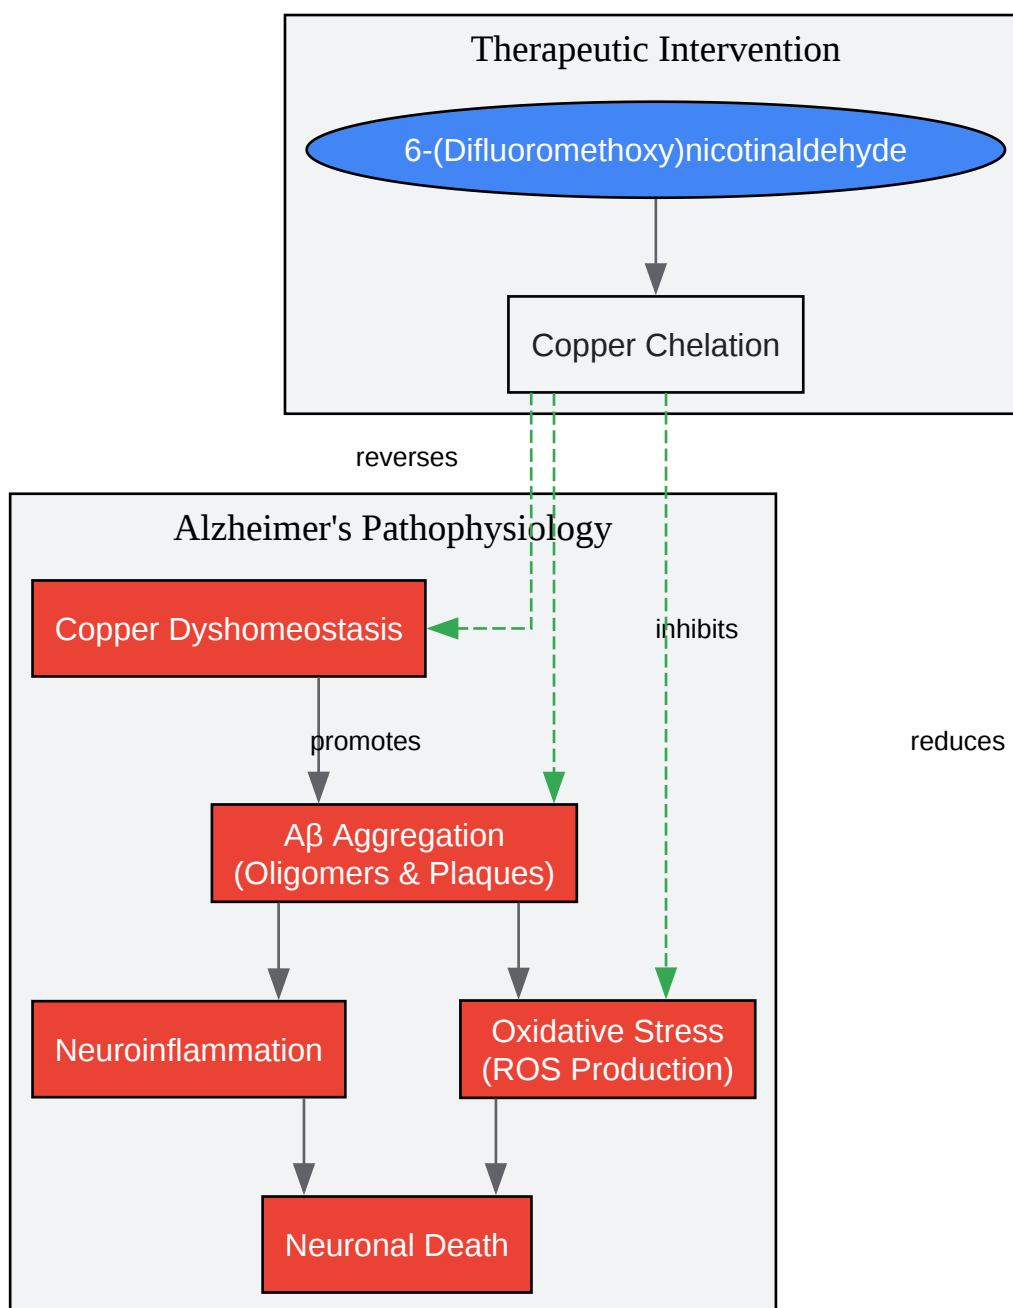 Therapeutic Intervention
6-(Difluoromethoxy)nicotinaldehyde
Copper Chelation
reverses
Alzheimer's Pathophysiology
Copper Dyshomeostasis
inhibits
promotes
reduces
Aβ Aggregation
(Oligomers & Plaques)
Neuroinflammation
Oxidative Stress
(ROS Production)
Neuronal Death